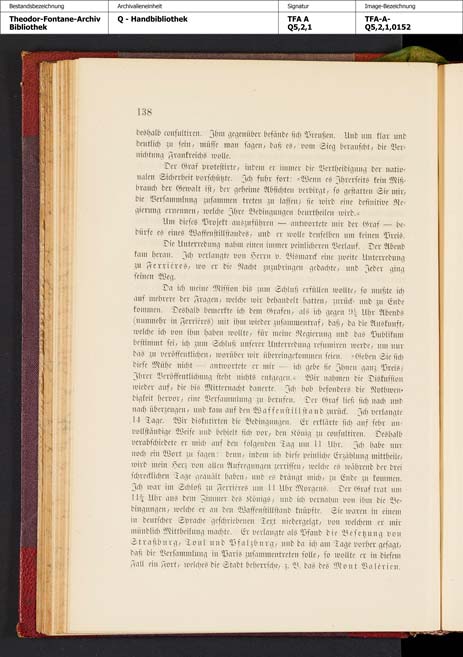 Bestandsbezeichnung
Archivalieneinheit
Signatur
Image-Bezeichnung
Theodor-Fontane-Archiv
Bibliothek
Q - Handbibliothek
TFA A
Q5,2,1
TFA-A-
Q5,2,1,0152
138
deshalb consultiren. Ihm gegenüber befände sich Preußen. Und um klar und
deutlich zu sein, müsse man sagen, daß es, vom Sieg berauscht, die Ver-
nichtung Frankreichs wolle.
Der Graf protestirte, indem er immer die Vertheidigung der natio-
nalen Sicherheit vorschützte. Ich fuhr fort: »Wenn es Ihrerseits kein Miß-
brauch der Gewalt ist, der geheime Absichten verbirgt, so gestatten Sie mir,
die Versammlung zusammen treten zu lassen; sie wird eine definitive Re-
gierung ernennen, welche Ihre Bedingungen beurtheilen wird.«
Um dieses Projekt auszuführen — antwortete mir der Graf — be-
dürfe es eines Waffenstillstandes, und er wolle denselben um keinen Preis.
Die Unterredung nahm einen immer peinlicheren Verlauf. Der Abend
kam heran. Ich verlangte von Herrn v. Bismarck eine zweite Unterredung
zu Ferrières, wo er die Nacht zuzubringen gedachte, und Jeder ging
seinen Weg.
Da ich meine Mission bis zum Schluß erfüllen wollte, so mußte ich
auf mehrere der Fragen, welche wir behandelt hatten, zurück- und zu Ende
kommen. Deshalb bemerkte ich dem Grafen, als ich gegen 9½ Uhr Abends
(nunmehr in Ferrières) mit ihm wieder zusammentraf, daß, da die Auskunft,
welche ich von ihm haben wollte, für meine Regierung und das Publikum
bestimmt sei, ich zum Schluß unserer Unterredung resumiren werde, um nur
das zu veröffentlichen, worüber wir übereingekommen seien. »Geben Sie sich
diese Mühe nicht — antwortete er mir — ich gebe sie Ihnen ganz Preis;
Ihrer Veröffentlichung steht nichts entgegen.« Wir nahmen die Diskussion
wieder auf, die bis Mitternacht dauerte. Ich hob besonders die Nothwen-
digkeit hervor, eine Versammlung zu berufen. Der Graf ließ sich nach und
nach überzeugen, und kam auf den Waffenstillstand zurück. Ich verlangte
14 Tage. Wir diskutirten die Bedingungen. Er erklärte sich auf sehr un-
vollständige Weise und behielt sich vor, den König zu consultiren. Deshalb
verabschiedete er mich auf den folgenden Tag um 11 Uhr. Ich habe nur
noch ein Wort zu sagen: denn, indem ich diese peinliche Erzählung mittheile,
wird mein Herz von allen Aufregungen zerrissen, welche es während der drei
schrecklichen Tage gequält haben, und es drängt mich, zu Ende zu kommen.
Ich war im Schloß zu Ferrières um 11 Uhr Morgens. Der Graf trat um
11¾ Uhr aus dem Zimmer des Königs, und ich vernahm von ihm die Be-
dingungen, welche er an den Waffenstillstand knüpfte. Sie waren in einem
in deutscher Sprache geschriebenen Text niedergelegt, von welchem er mir
mündlich Mittheilung machte. Er verlangte als Pfand die Besetzung von
Straßburg, Toul und Pfalzburg, und da ich am Tage vorher gesagt,
daß die Versammlung in Paris zusammentreten solle, so wollte er in diesem
Fall ein Fort, welches die Stadt beherrsche, z. B. das des Mont Valérien.